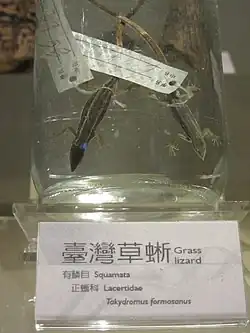 臺灣草蜥 Grass lizard
有鱗目 Squamata
正蜥科 Lacertidae
Takydromus formosanus